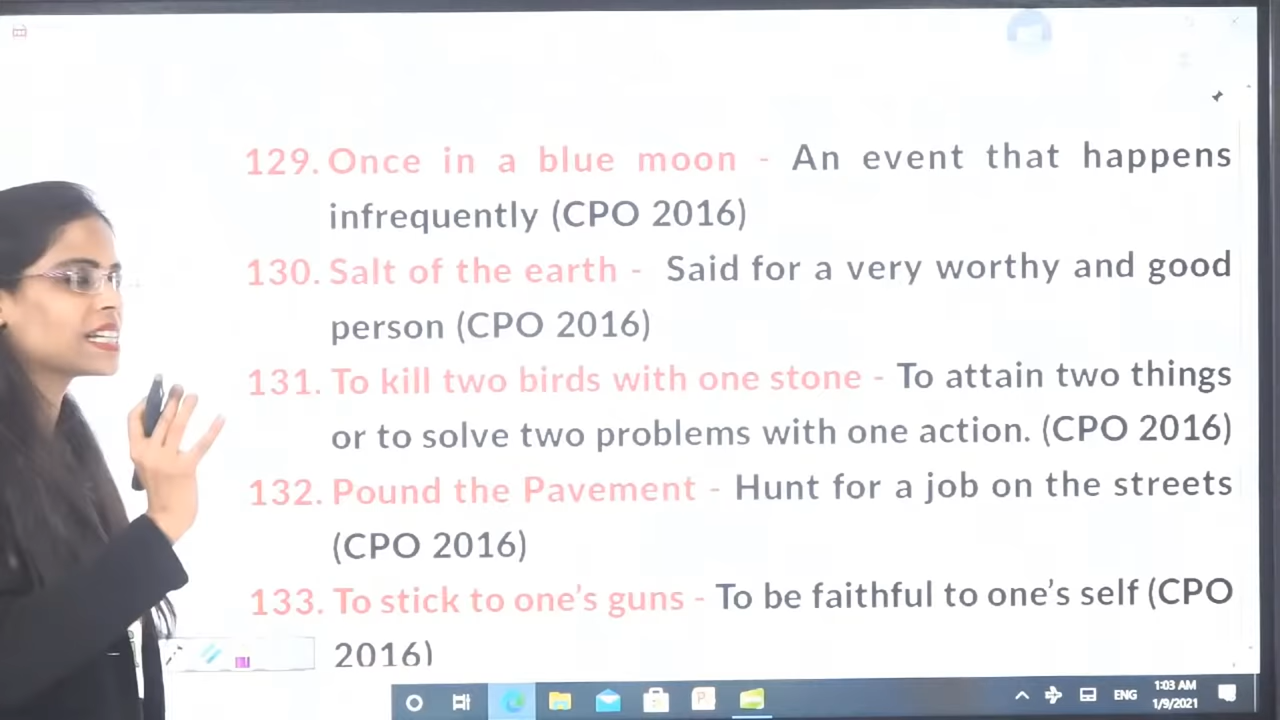 129. Once in a blue moon - An event that happens
infrequently (CPO 2016)
130. Salt of the earth - Said for a very worthy and good
person (CPO 2016)
131. To kill two birds with one stone - To attain two things
or to solve two problems with one action. (CPO 2016)
132. Pound the Pavement - Hunt for a job on the streets
(CPO 2016)
133. To stick to one's guns - To be faithful to one's self (CPO
2016)
ENG
1:03 AM
1/9/2021